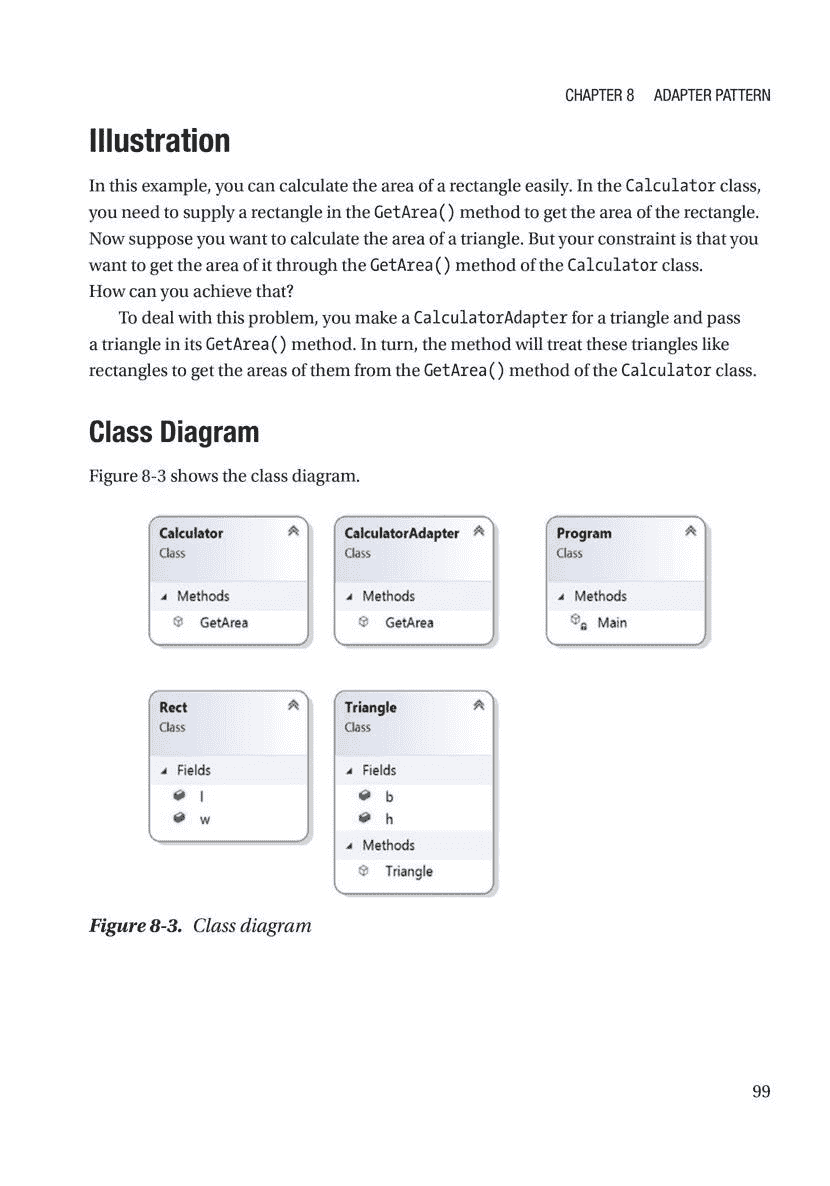 CHAPTER 8 ADAPTER PATTERN
Illustration
In this example, you can calculate the area of a rectangle easily. In the Calculator class,
you need to supply a rectangle in the GetArea() method to get the area of the rectangle.
Now suppose you want to calculate the area of a triangle. But your constraint is that you
want to get the area of it through the GetArea() method of the Calculator class.
How can you achieve that?
To deal with this problem, you make a CalculatorAdapter for a triangle and pass
a triangle in its GetArea() method. In turn, the method will treat these triangles like
rectangles to get the areas of them from the GetArea() method of the Calculator class.
Class Diagram
Figure 8-3 shows the class diagram.
Calculator
Class
Methods
GetArea
CalculatorAdapter
Class
Methods
GetArea
Program
Class
Methods
Main
Rect
Class
Fields
l
w
Triangle
Class
Fields
b
h
Methods
Triangle
Figure 8-3. Class diagram
99